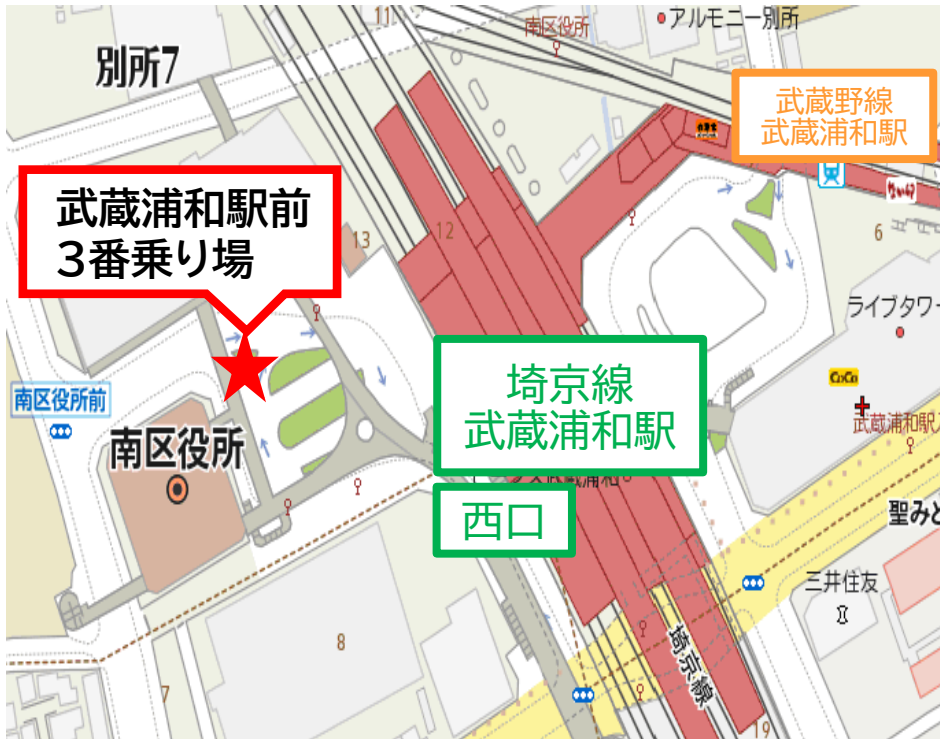 11
南区役所
アルモニー別所
別所7
武蔵野線
武蔵浦和駅
武蔵浦和駅前
3番乗り場
12
13
6
ライブタワー
CoCo
南区役所前
埼京線
武蔵浦和駅
武蔵浦和駅
南区役所
西口
聖みど
三井住友
8
埼京線
7
19